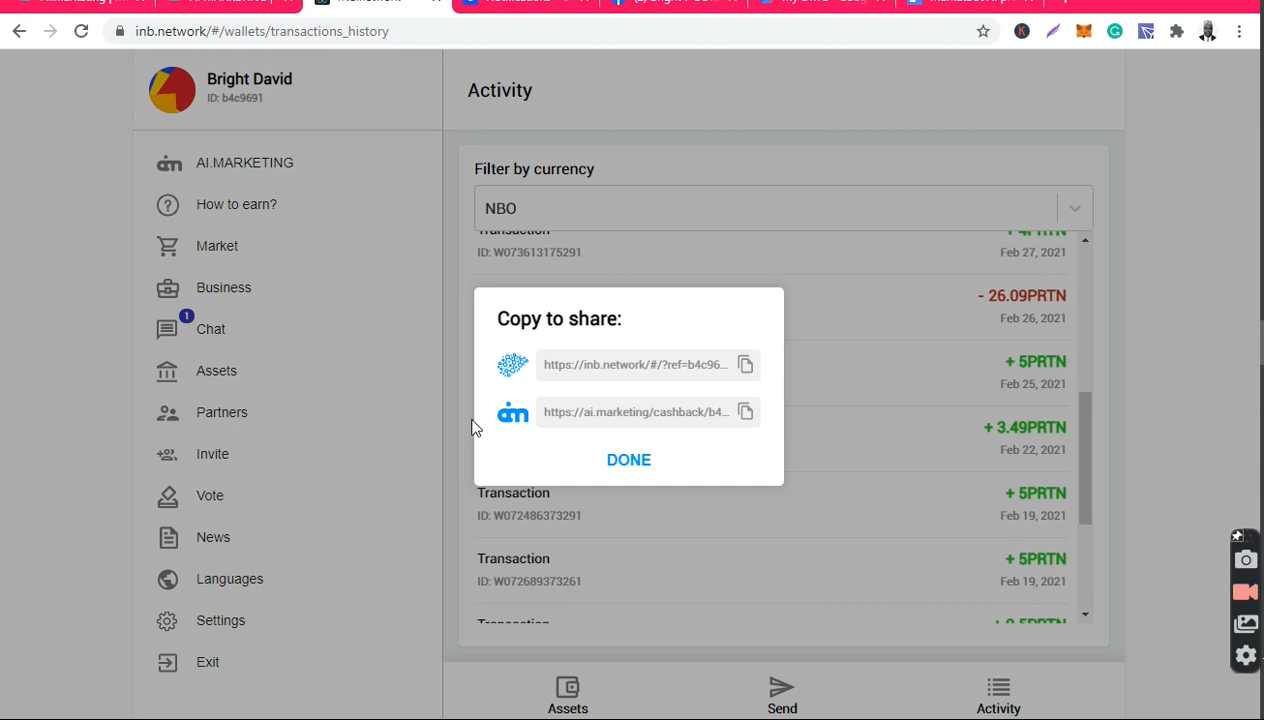 inb.network/#/wallets/transactions_history
Bright David
ID: b4c9691
Activity
AI.MARKETING
How to earn?
Market
Business
1
Chat
Assets
Partners
Invite
Vote
News
Languages
Settings
Exit
Filter by currency
NBO
Transaction
+ 4PRTN
ID: W073613175291
Feb 27, 2021
- 26.09PRTN
Feb 26, 2021
+ 5PRTN
Feb 25, 2021
+ 3.49PRTN
Feb 22, 2021
Copy to share:
https://inb.network/#/?ref=b4c96...
am
https://ai.marketing/cashback/b4...
DONE
Transaction
+ 5PRTN
ID: W072486373291
Feb 19, 2021
Transaction
+ 5PRTN
ID: W072689373261
Feb 19, 2021
Assets
Send
Activity